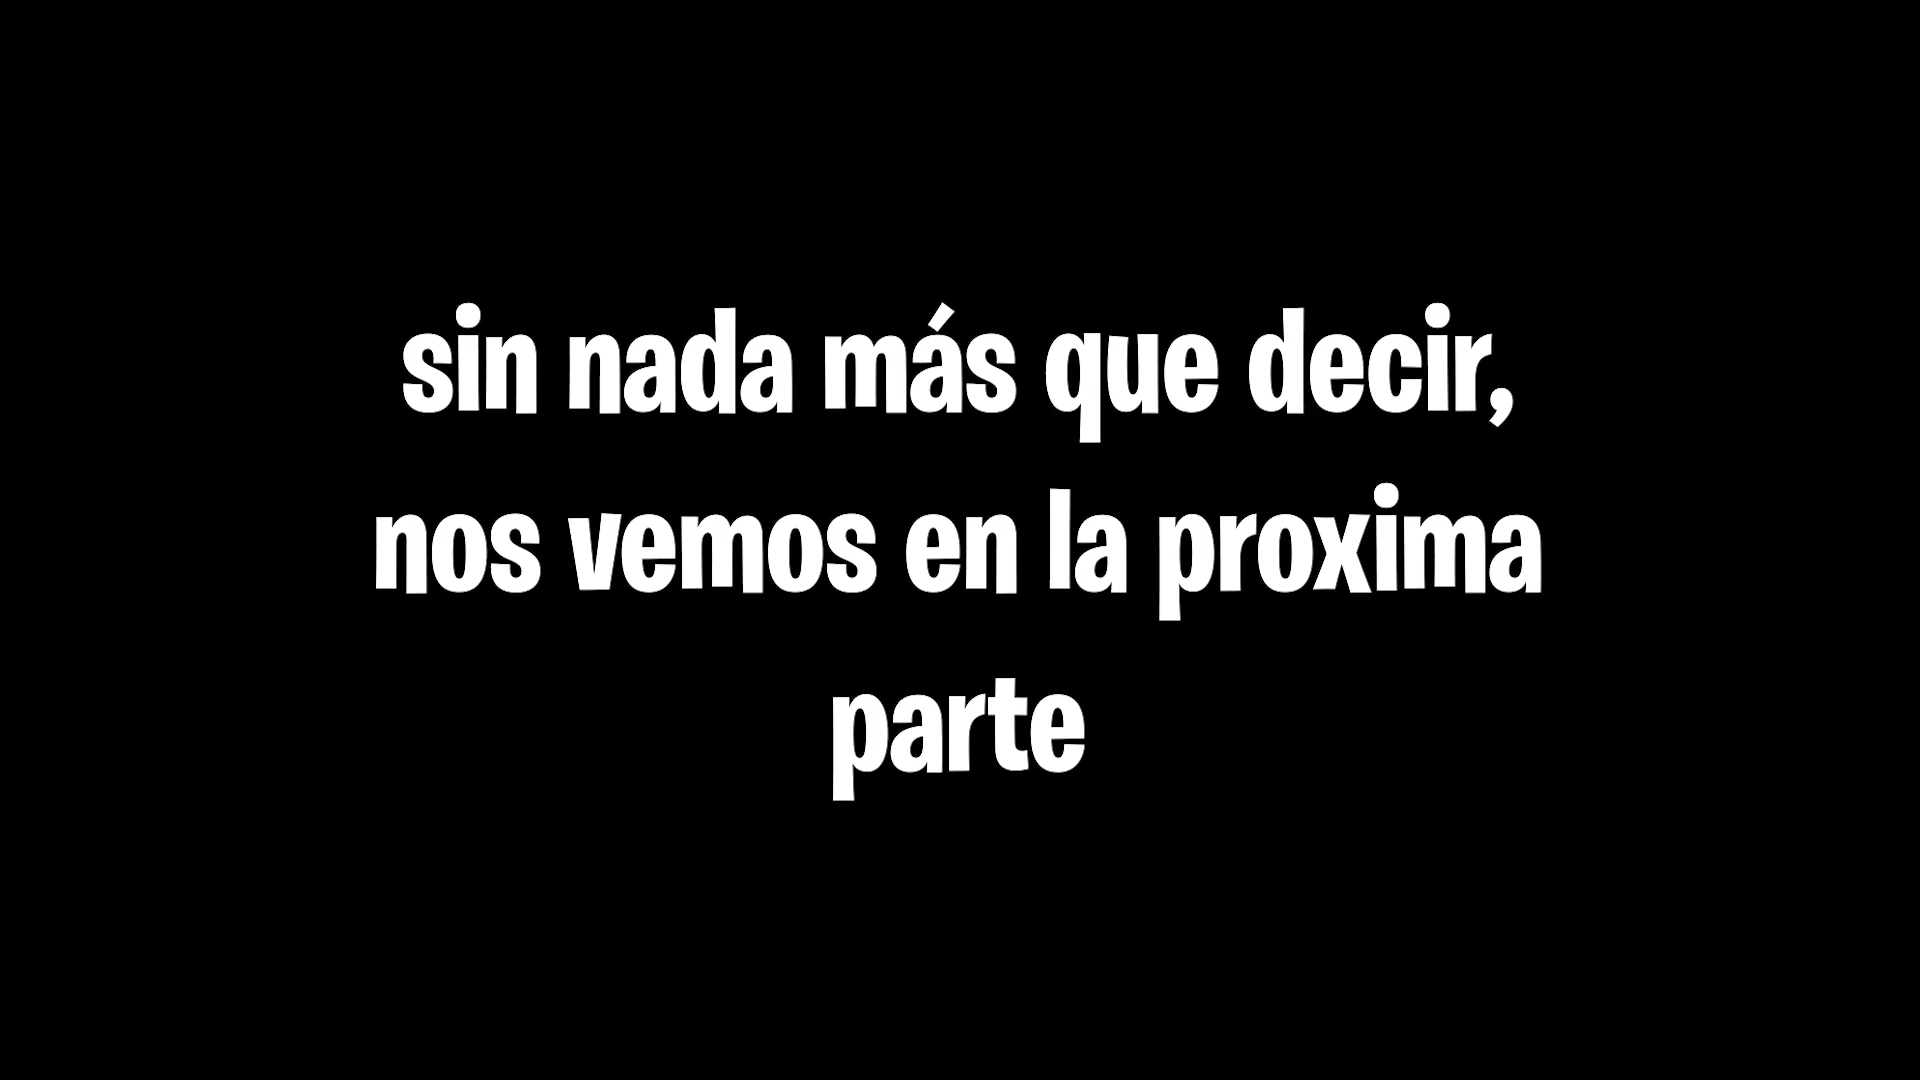 sin nada más que decir,
nos vemos en la proxima
parte